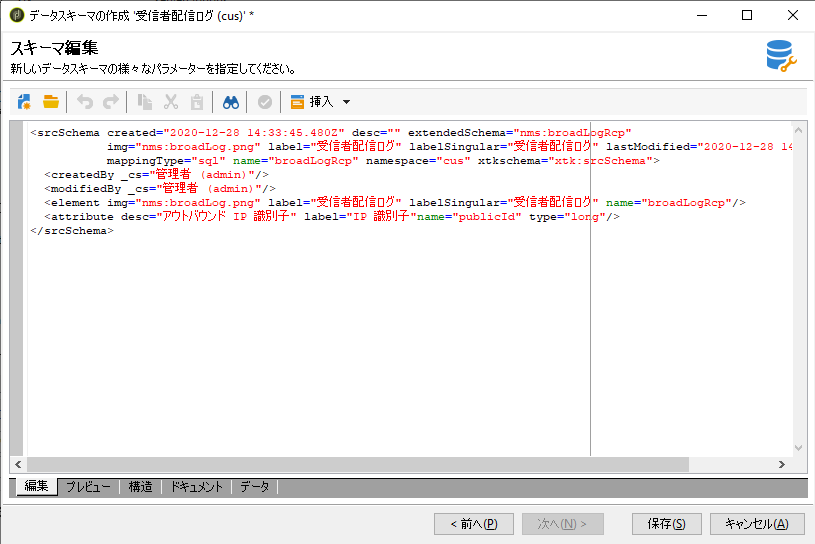 データスキーマの作成 '受信者配信ログ (cus)' *
スキーマ編集
新しいデータスキーマの様々なパラメーターを指定してください。
挿入
<srcSchema created="2020-12-28 14:33:45.480Z" desc="" extendedSchema="nms:broadLogRcp"
img="nms:broadLog.png" label="受信者配信ログ" labelSingular="受信者配信ログ" lastModified="2020-12-28 14
mappingType="sql" name="broadLogRcp" namespace="cus" xtkschema="xtk:srcSchema">
<createdBy _cs="管理者 (admin)"/>
<modifiedBy _cs="管理者 (admin)"/>
<element img="nms:broadLog.png" label="受信者配信ログ" labelSingular="受信者配信ログ" name="broadLogRcp"/>
<attribute desc="アウトバウンド IP 識別子" label="IP 識別子"name="publicId" type="long"/>
</srcSchema>
編集 プレビュー 構造 ドキュメント データ
< 前へ(P) 次へ(N) > 保存(S) キャンセル(A)